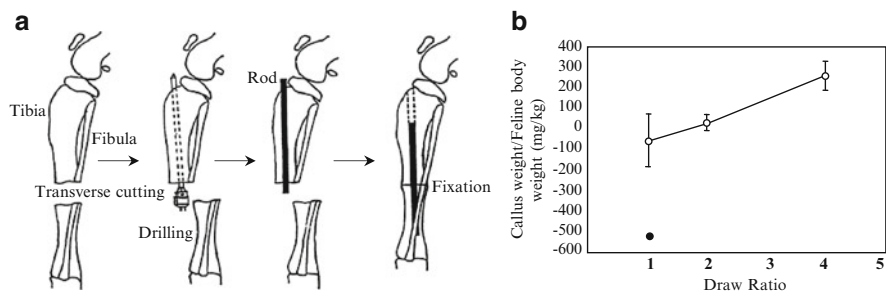 a
Tibia
Fibula
Transverse cutting
Drilling
Rod
Fixation
b
Callus weight/Feline body
weight (mg/kg)
400
300
200
100
0
-100
-200
-300
-400
-500
-600
1 2 3 4 5
Draw Ratio